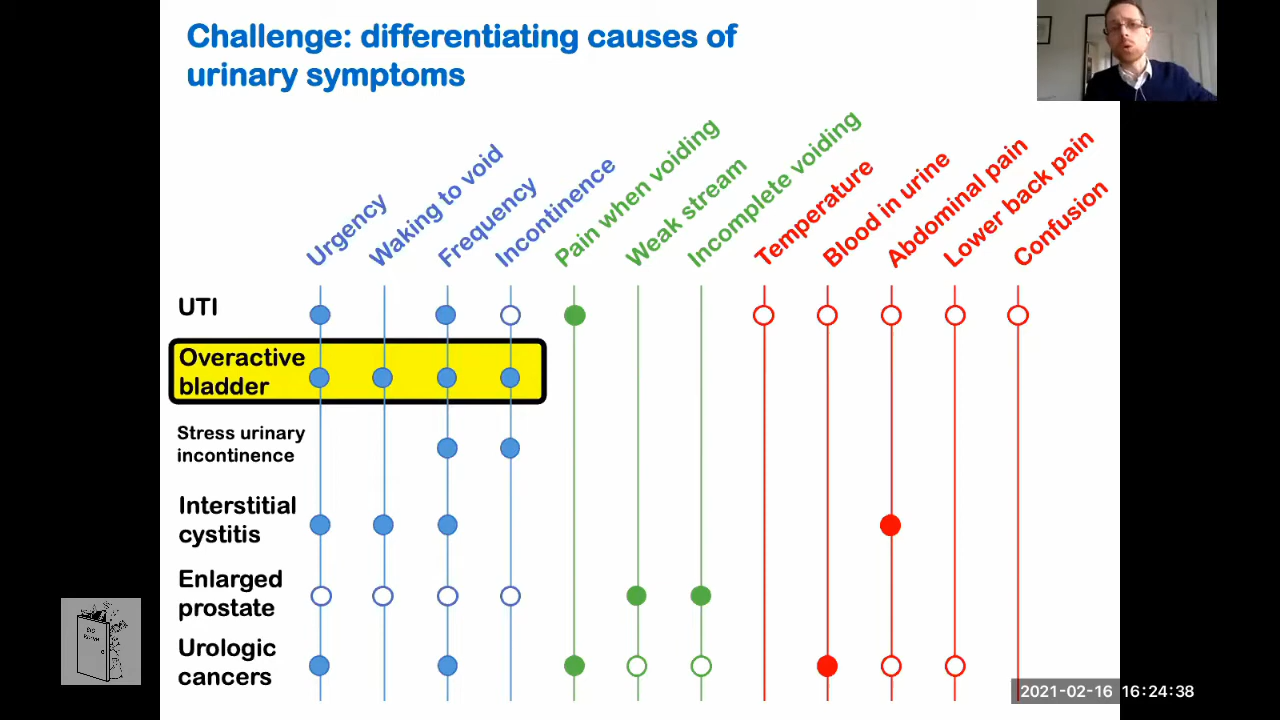 Challenge: differentiating causes of
urinary symptoms
Urgency
Waking to void
Frequency
Incontinence
Pain when voiding
Weak stream
Incomplete voiding
Temperature
Blood in urine
Abdominal pain
Lower back pain
Confusion
UTI
Overactive
bladder
Stress urinary
incontinence
Interstitial
cystitis
Enlarged
prostate
Urologic
cancers
2021-02-16 16:24:38